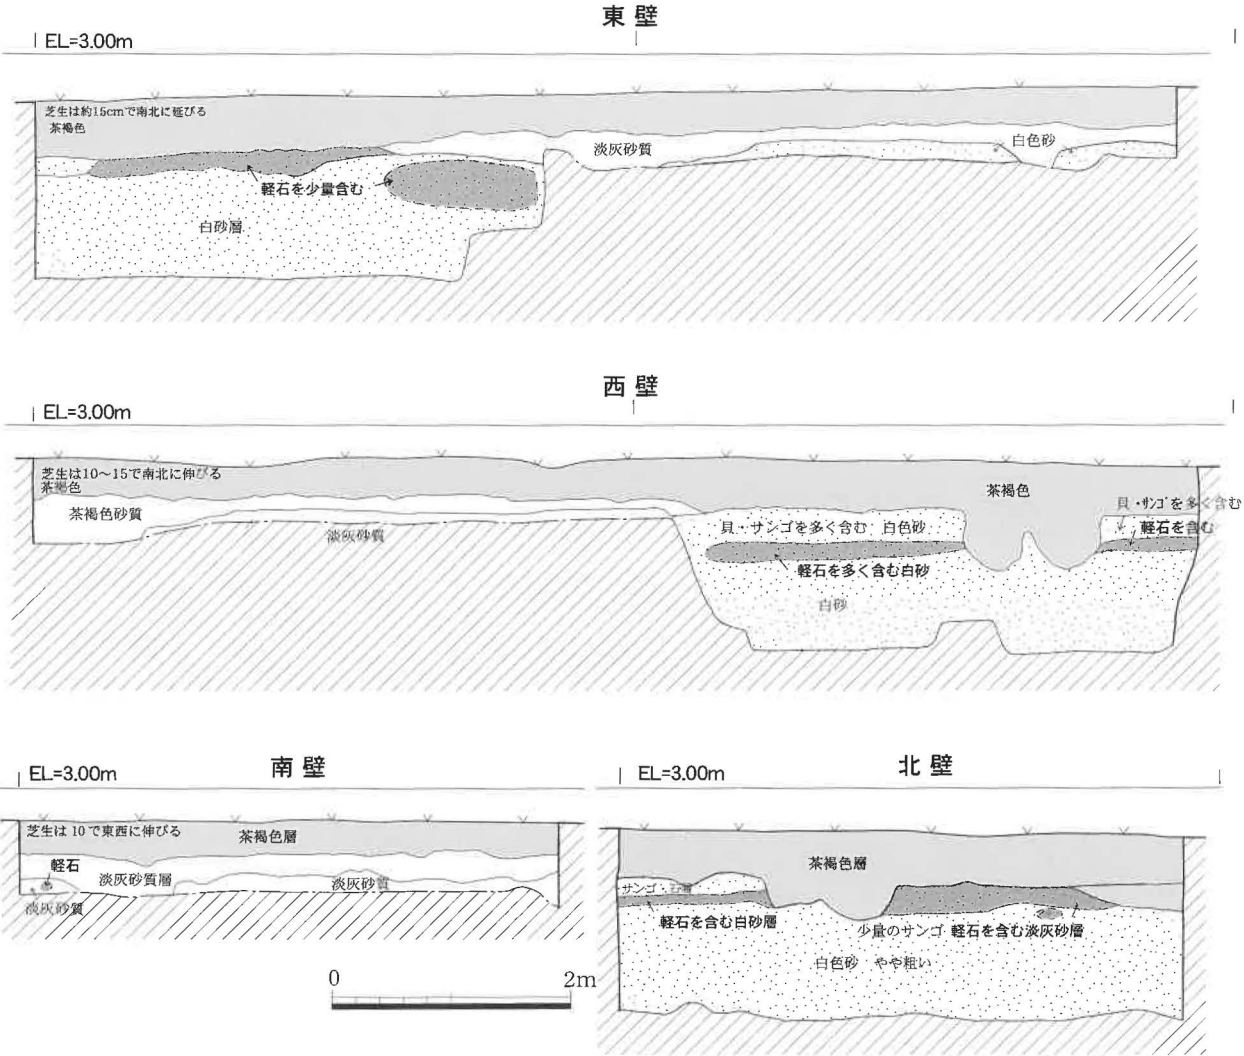 東壁
EL=3.00m
芝生は約15cmで南北に延びる
茶褐色
淡灰砂質
白色砂
軽石を少量含む
白砂層
西壁
EL=3.00m
芝生は10～15で南北に伸びる
茶褐色
茶褐色砂質
淡灰砂質
茶褐色
貝・サンゴを多く含む
軽石を含む
貝・サンゴを多く含む 白色砂
軽石を多く含む白砂
白砂
南壁
EL=3.00m
芝生は10で東西に伸びる
茶褐色層
軽石
淡灰砂質層
淡灰砂質
淡灰砂質
0 2m
北壁
EL=3.00m
茶褐色層
サンゴ・
軽石を含む白砂層
少量のサンゴ 軽石を含む淡灰砂層
白色砂 やや粗い